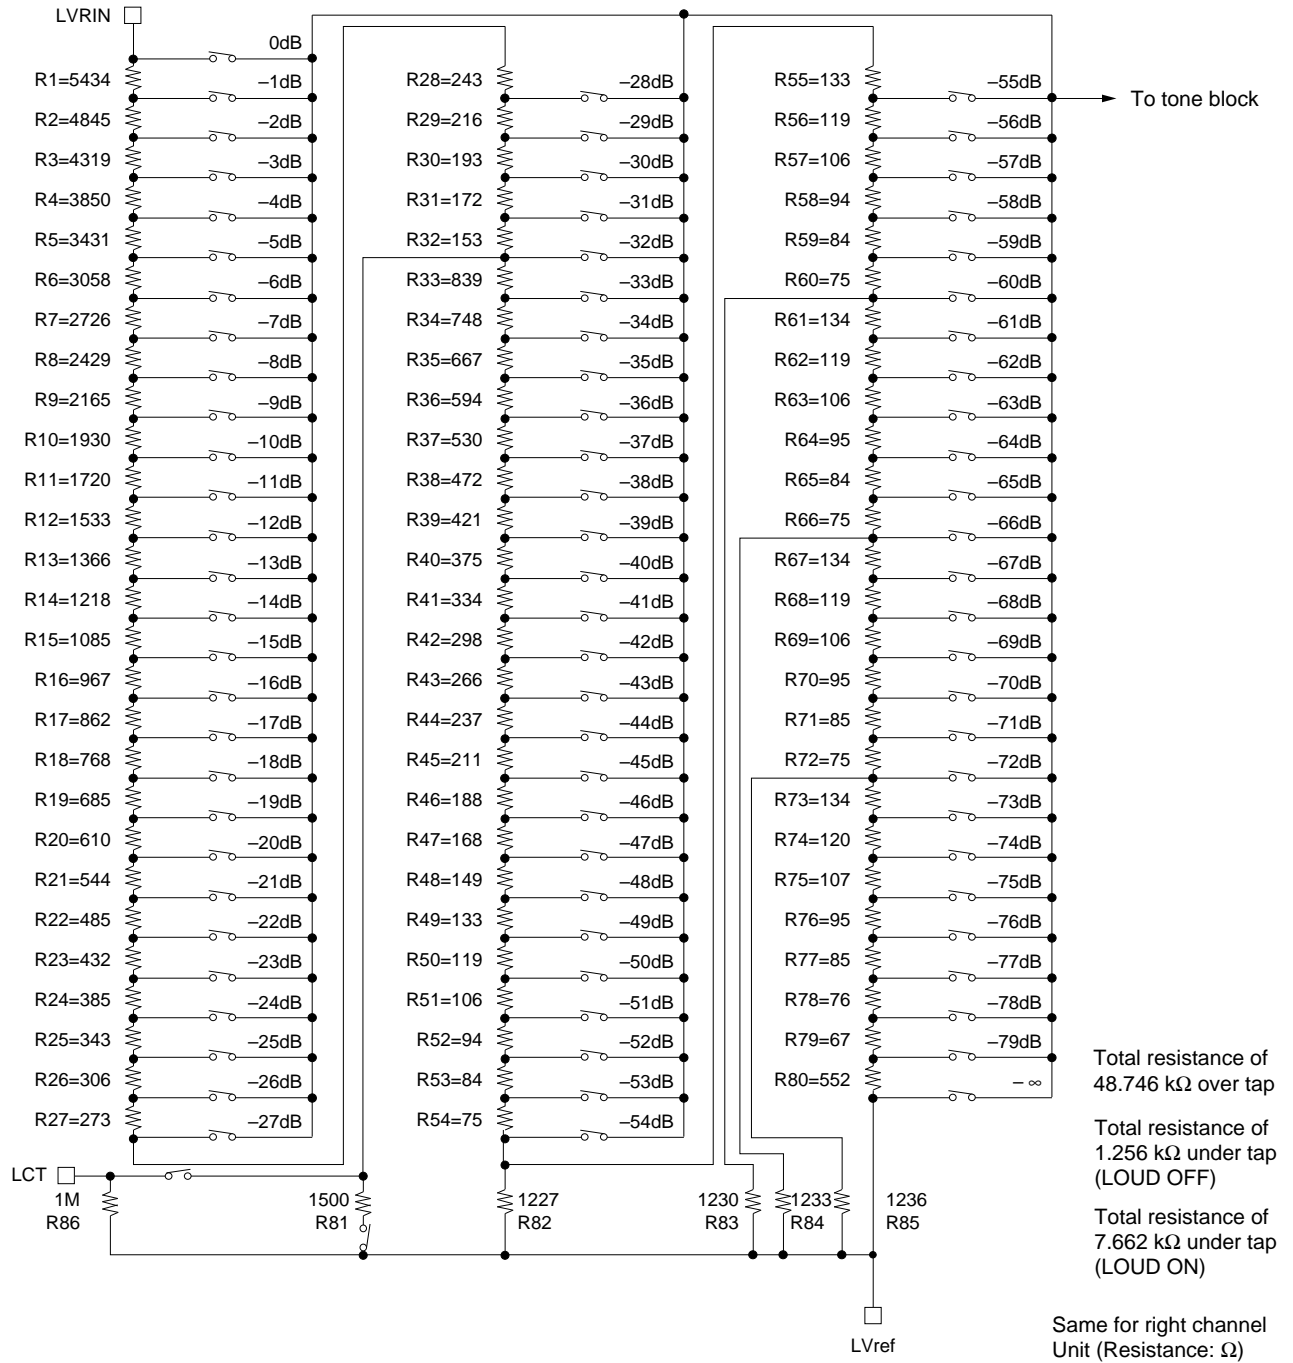 LVRIN
0dB
R1=5434
–1dB
R2=4845
–2dB
R3=4319
–3dB
R4=3850
–4dB
R5=3431
–5dB
R6=3058
–6dB
R7=2726
–7dB
R8=2429
–8dB
R9=2165
–9dB
R10=1930
–10dB
R11=1720
–11dB
R12=1533
–12dB
R13=1366
–13dB
R14=1218
–14dB
R15=1085
–15dB
R16=967
–16dB
R17=862
–17dB
R18=768
–18dB
R19=685
–19dB
R20=610
–20dB
R21=544
–21dB
R22=485
–22dB
R23=432
–23dB
R24=385
–24dB
R25=343
–25dB
R26=306
–26dB
R27=273
–27dB
R28=243
–28dB
R29=216
–29dB
R30=193
–30dB
R31=172
–31dB
R32=153
–32dB
R33=839
–33dB
R34=748
–34dB
R35=667
–35dB
R36=594
–36dB
R37=530
–37dB
R38=472
–38dB
R39=421
–39dB
R40=375
–40dB
R41=334
–41dB
R42=298
–42dB
R43=266
–43dB
R44=237
–44dB
R45=211
–45dB
R46=188
–46dB
R47=168
–47dB
R48=149
–48dB
R49=133
–49dB
R50=119
–50dB
R51=106
–51dB
R52=94
–52dB
R53=84
–53dB
R54=75
–54dB
R55=133
–55dB
To tone block
R56=119
–56dB
R57=106
–57dB
R58=94
–58dB
R59=84
–59dB
R60=75
–60dB
R61=134
–61dB
R62=119
–62dB
R63=106
–63dB
R64=95
–64dB
R65=84
–65dB
R66=75
–66dB
R67=134
–67dB
R68=119
–68dB
R69=106
–69dB
R70=95
–70dB
R71=85
–71dB
R72=75
–72dB
R73=134
–73dB
R74=120
–74dB
R75=107
–75dB
R76=95
–76dB
R77=85
–77dB
R78=76
–78dB
R79=67
–79dB
R80=552
– ∞
LCT
1M
R86
1500
R81
1227
R82
1230
R83
1233
R84
1236
R85
LVref
Total resistance of
48.746 kΩ over tap
Total resistance of
1.256 kΩ under tap
(LOUD OFF)
Total resistance of
7.662 kΩ under tap
(LOUD ON)
Same for right channel
Unit (Resistance: Ω)